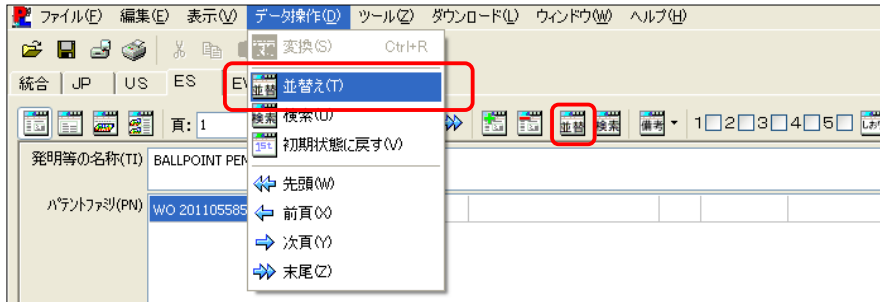 ファイル(F) 編集(E) 表示(V) データ操作(D) ツール(Z) ダウンロード(L) ウィンドウ(W) ヘルプ(H)
変換(S) Ctrl+R
統合 JP US ES
並替 並替え(T)
頁: 1 並替 検索 備考 1 2 3 4 5
検索 検索(U)
1st 初期状態に戻す(V)
発明等の名称(TI) BALLPOINT PEN
先頭(W)
パテントファミリ(PN) WO 201105585
前頁(X)
次頁(Y)
末尾(Z)